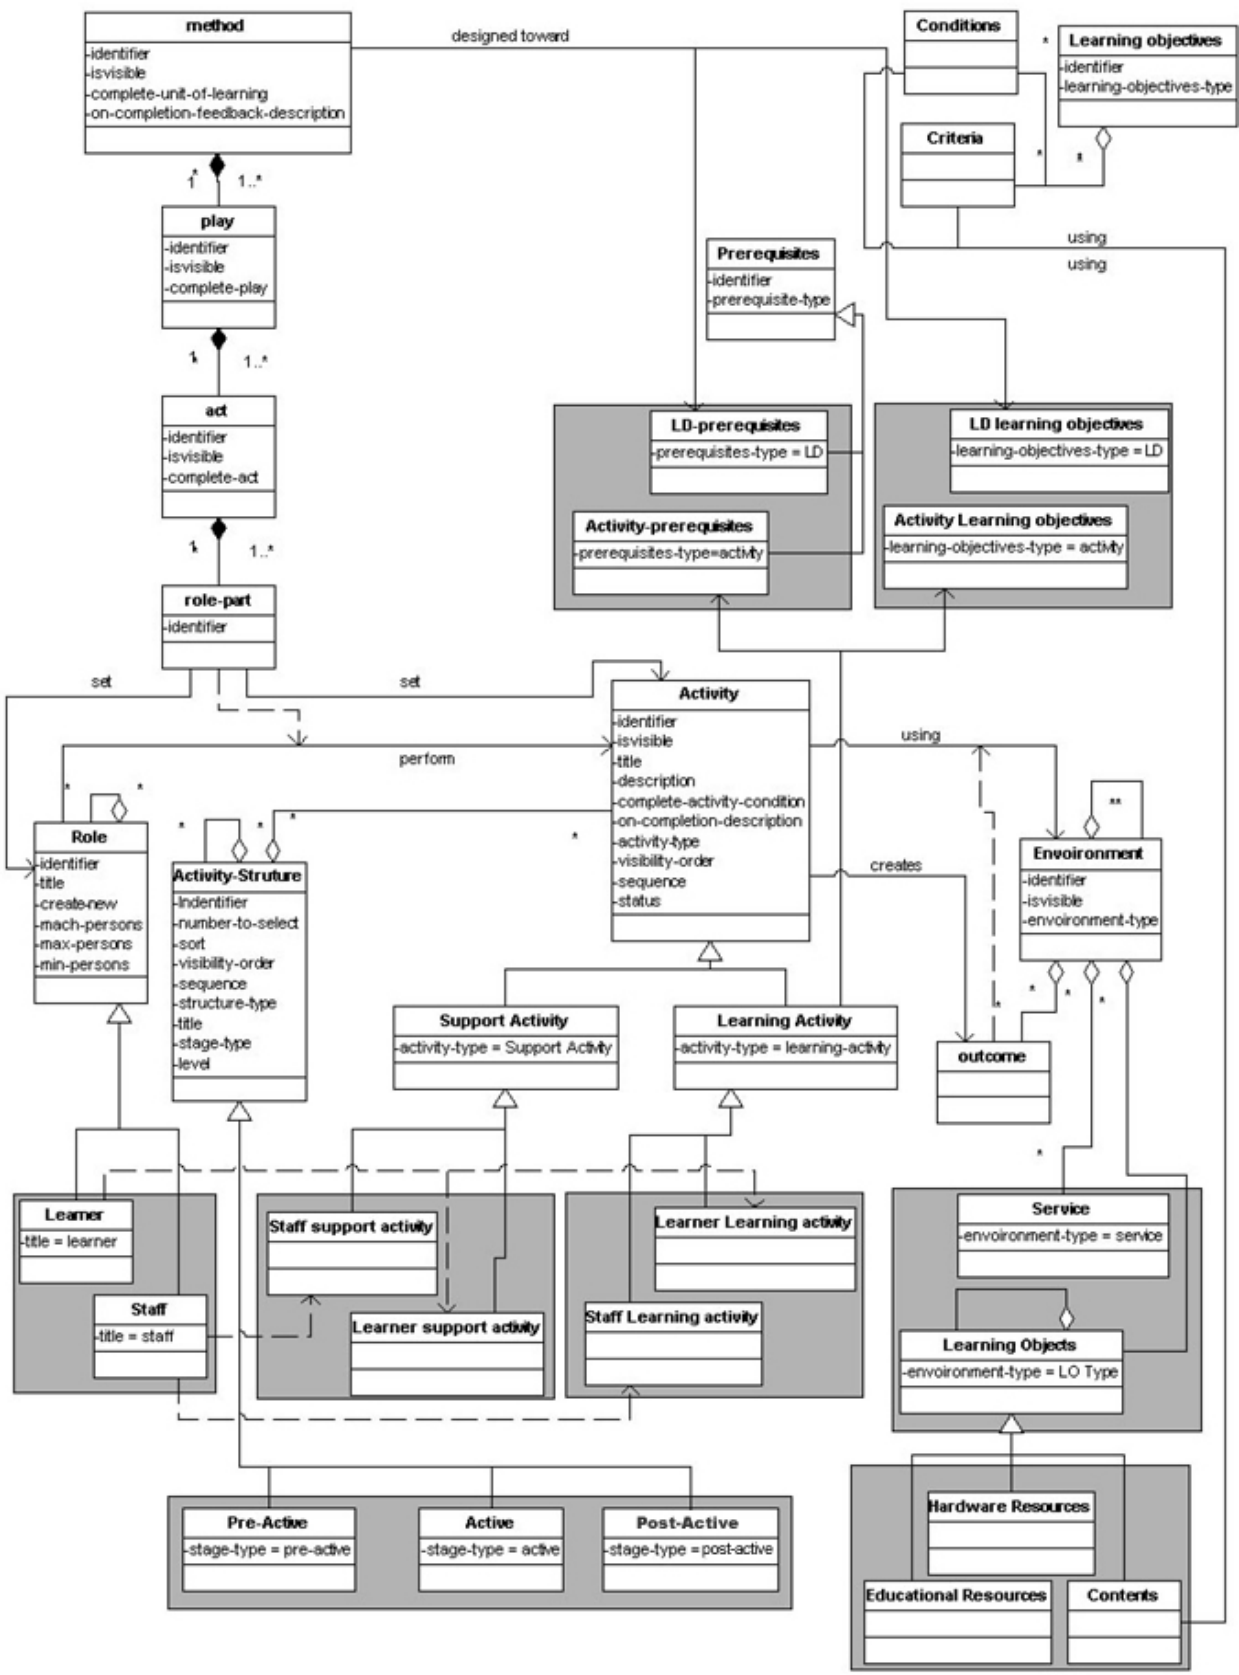 method
-identifier
-isvisible
-complete-unit-of-learning
-on-completion-feedback-description
designed toward
Conditions
*
Learning objectives
-identifier
-learning-objectives-type
Criteria
*
*
1 * 1..*
play
-identifier
-isvisible
-complete-play
using
using
Prerequisites
-identifier
-prerequisite-type
1 * 1..*
act
-identifier
-isvisible
-complete-act
LD-prerequisites
-prerequisites-type = LD
LD learning objectives
-learning-objectives-type = LD
Activity-prerequisites
-prerequisites-type=activity
Activity Learning objectives
-learning-objectives-type = activity
1 * 1..*
role-part
-identifier
set
set
perform
Activity
-identifier
-isvisible
-title
-description
-complete-activity-condition
-on-completion-description
-activity-type
-visibility-order
-sequence
-status
using
creates
* *
Role
-identifier
-title
-create-new
-mach-persons
-max-persons
-min-persons
* * * *
Activity-Struture
-Indentifier
-number-to-select
-sort
-visibility-order
-sequence
-structure-type
-title
-stage-type
-level
**
Envoironment
-identifier
-isvisible
-envoironment-type
* * * *
Support Activity
-activity-type = Support Activity
Learning Activity
-activity-type = learning-activity
outcome
*
Learner
-title = learner
Staff
-title = staff
Staff support activity
Learner support activity
Learner Learning activity
Staff Learning activity
Service
-envoironment-type = service
Learning Objects
-envoironment-type = LO Type
Pre-Active
-stage-type = pre-active
Active
-stage-type = active
Post-Active
-stage-type =post-active
Hardware Resources
Educational Resources
Contents